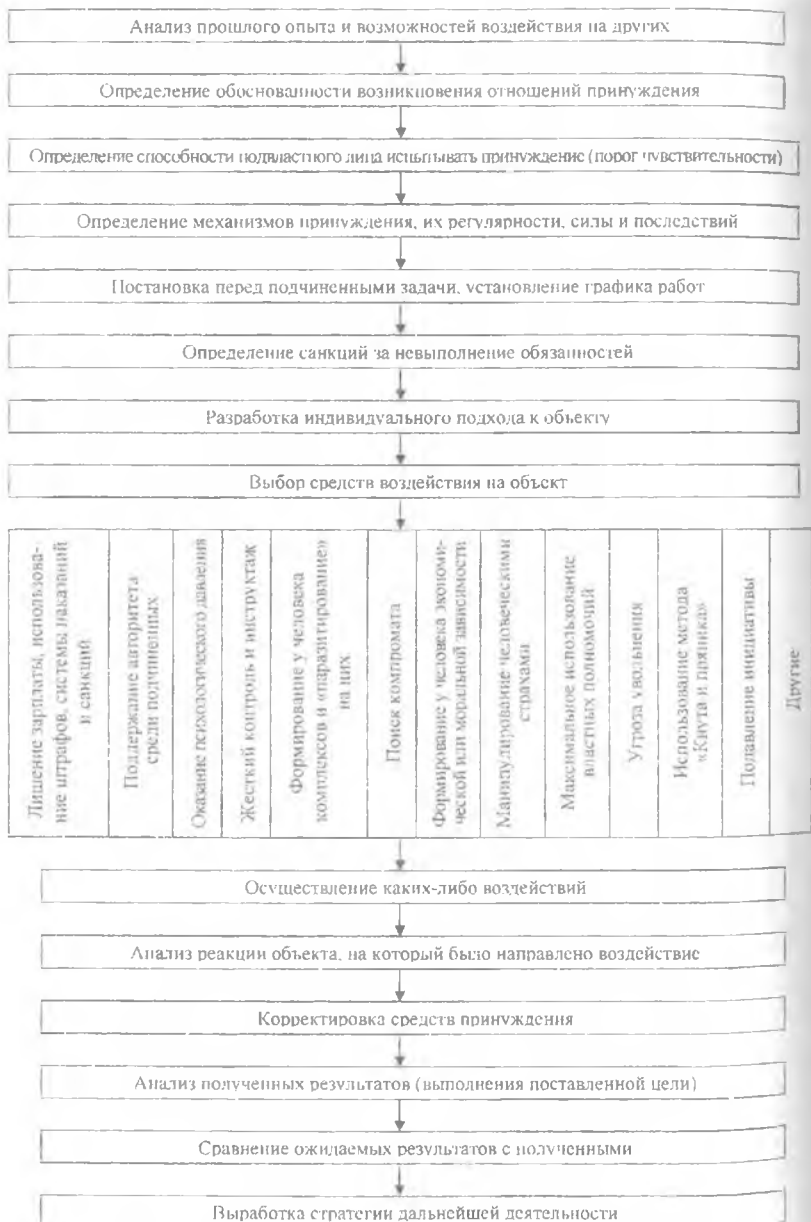 Анализ прошлого опыта и возможностей воздействия на других
Определение обоснованности возникновения отношений принуждения
Определение способности подвластного лица испытывать принуждение (порог чувствительности)
Определение механизмов принуждения, их регулярности, силы и последствий
Постановка перед подчиненными задачи, установление графика работ
Определение санкций за невыполнение обязанностей
Разработка индивидуального подхода к объекту
Выбор средств воздействия на объект
Лишение зарплаты, использова-
ние штрафов, системы наказаний
и санкций
Поддержание авторитета
среди подчиненных
Оказание психологического давления
Жесткий контроль и инструктаж
Формирование у человека
комплексов и «паразитирование»
на них
Поиск компромата
Формирование у человека экономи-
ческой или моральной зависимости
Манипулирование человеческими
страхами
Максимальное использование
властных полномочий
Угроза увольнения
Использование метода
«Кнута и пряника»
Подавление инициативы
Другие
Осуществление каких-либо воздействий
Анализ реакции объекта, на который было направлено воздействие
Корректировка средств принуждения
Анализ полученных результатов (выполнения поставленной цели)
Сравнение ожидаемых результатов с полученными
Выработка стратегии дальнейшей деятельности